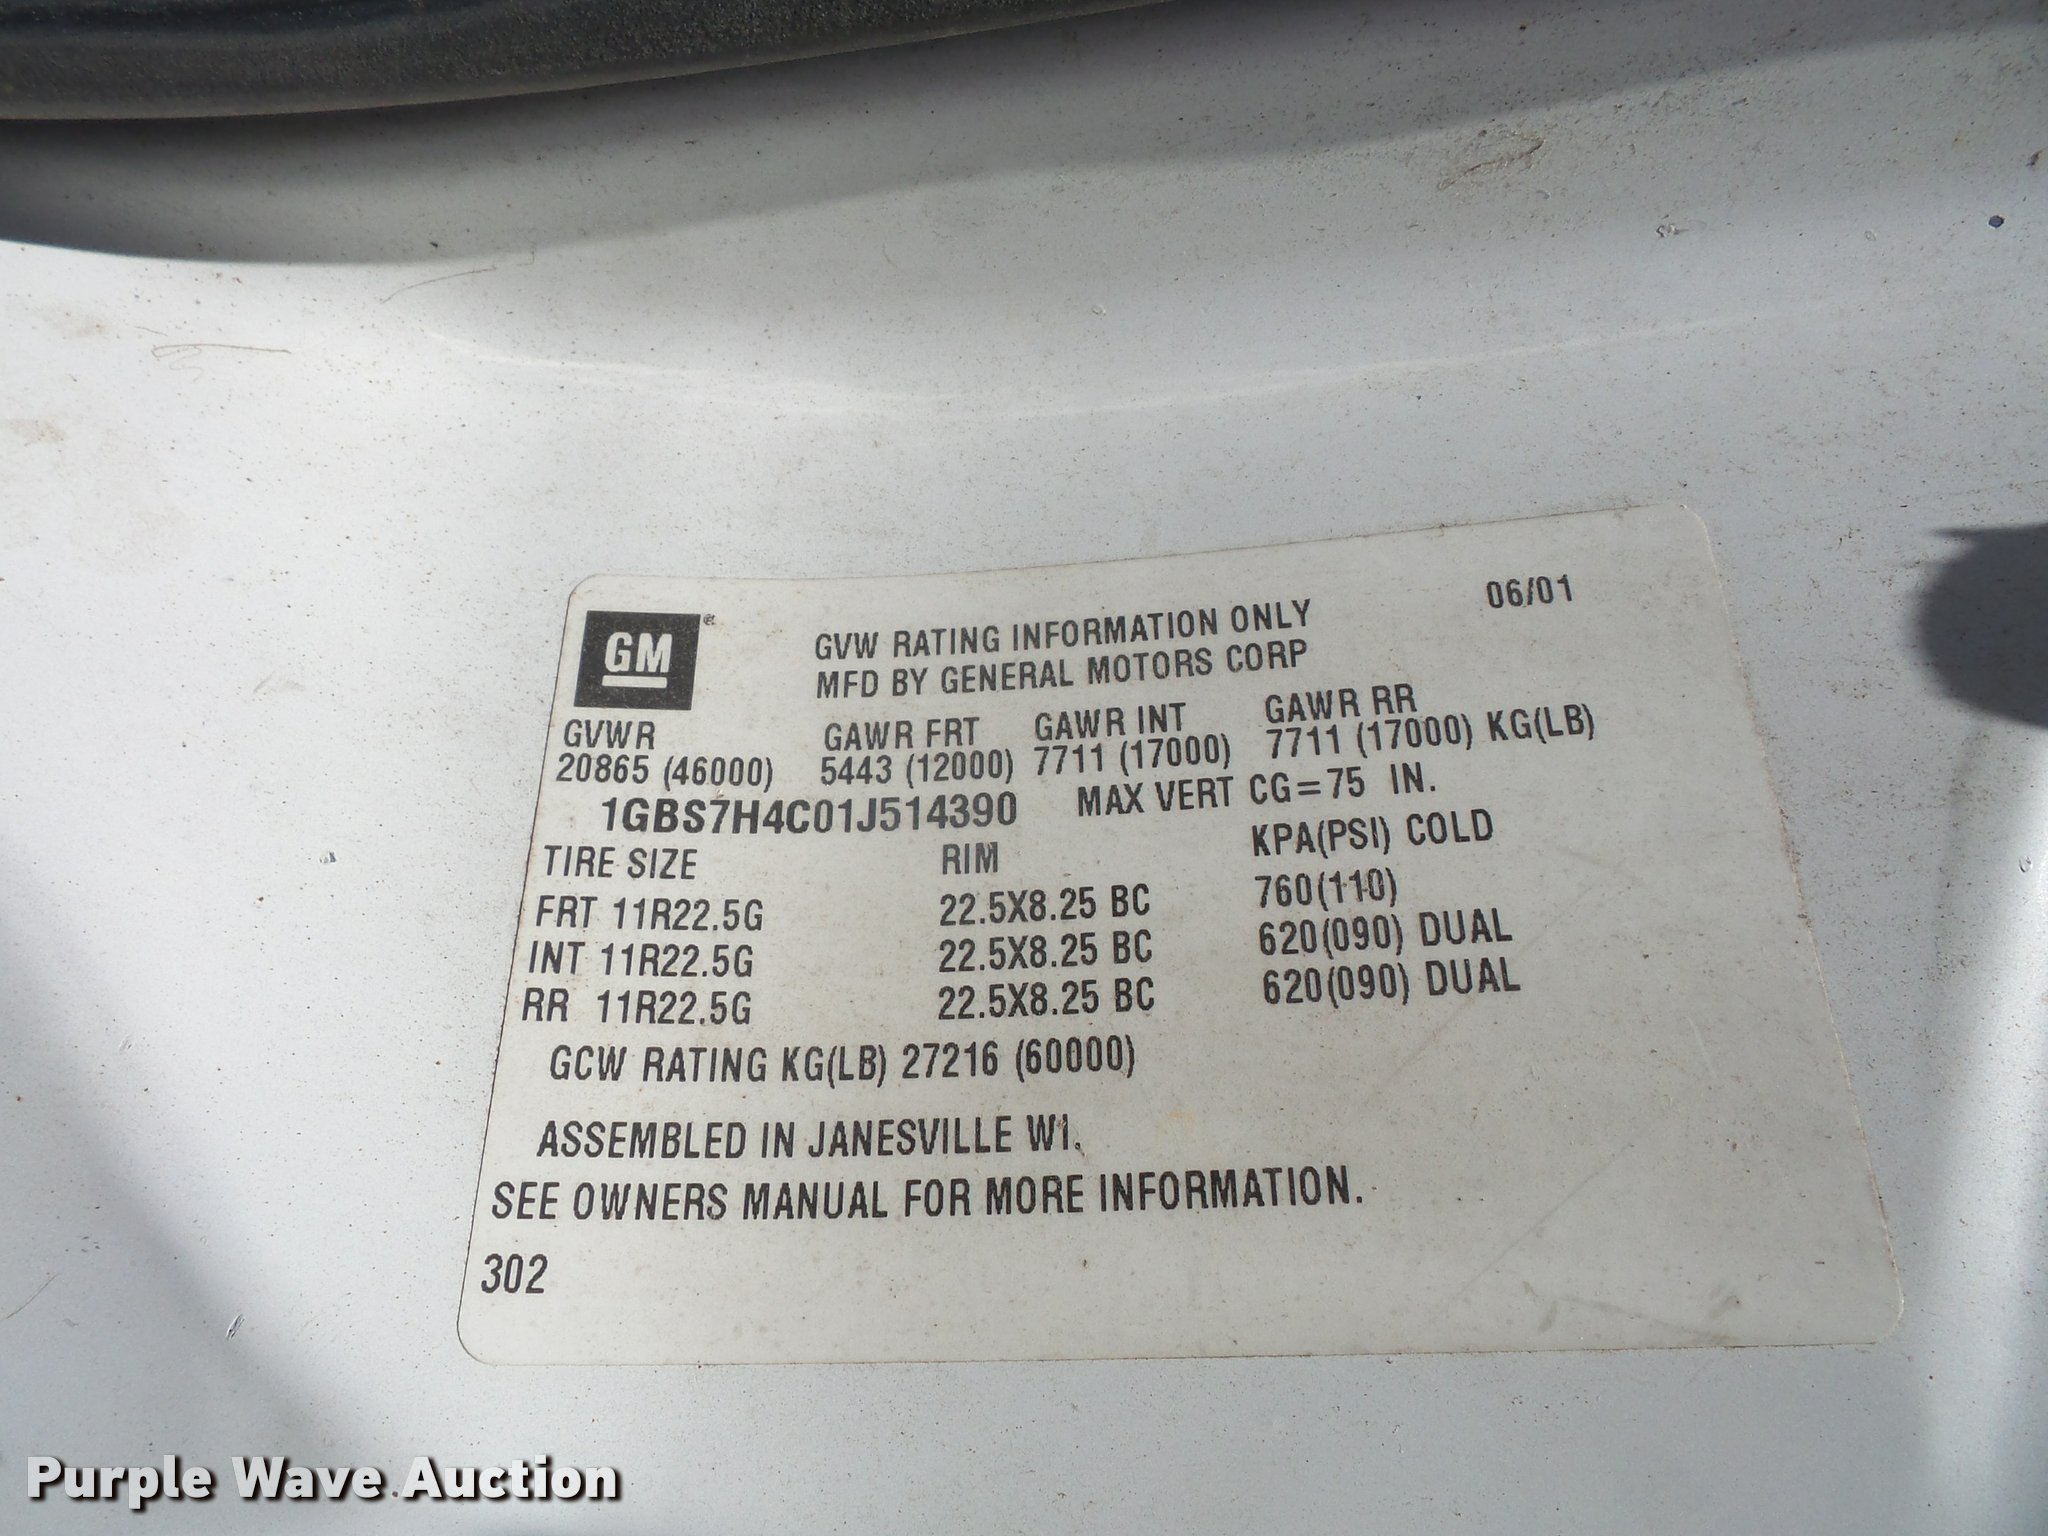 GM
GVW RATING INFORMATION ONLY 06/01
MFD BY GENERAL MOTORS CORP
GVWR GAWR FRT GAWR INT GAWR RR
20865 (46000) 5443 (12000) 7711 (17000) 7711 (17000) KG(LB)
1GBS7H4C01J514390 MAX VERT CG=75 IN.
TIRE SIZE RIM KPA(PSI) COLD
FRT 11R22.5G 22.5X8.25 BC 760(110)
INT 11R22.5G 22.5X8.25 BC 620(090) DUAL
RR 11R22.5G 22.5X8.25 BC 620(090) DUAL
GCW RATING KG(LB) 27216 (60000)
ASSEMBLED IN JANESVILLE WI.
SEE OWNERS MANUAL FOR MORE INFORMATION.
302
Purple Wave Auction